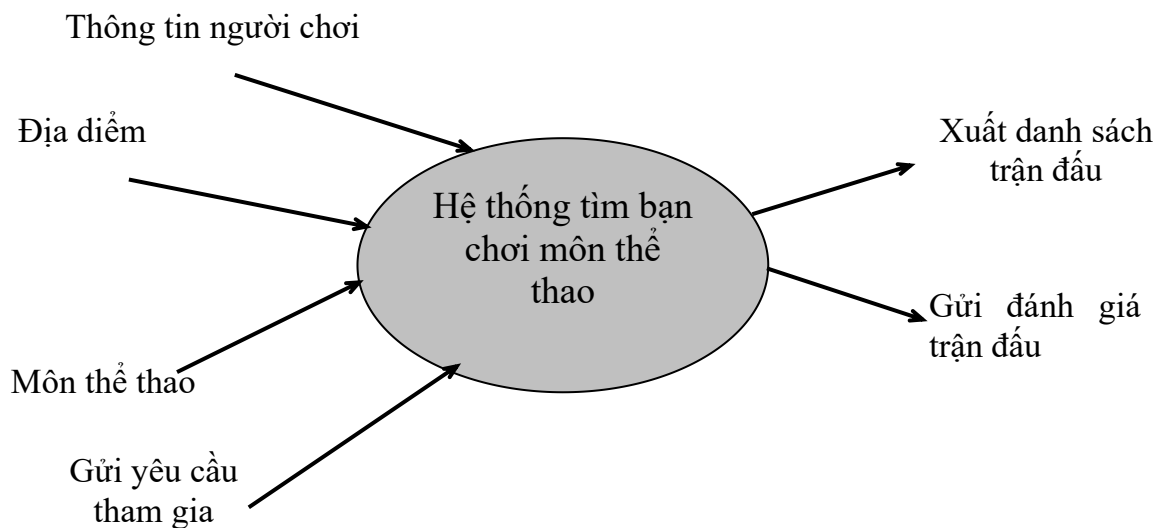 Thông tin người chơi
Địa điểm
Môn thể thao
Gửi yêu cầu
tham gia
Hệ thống tìm bạn
chơi môn thể
thao
Xuất danh sách
trận đấu
Gửi đánh giá
trận đấu